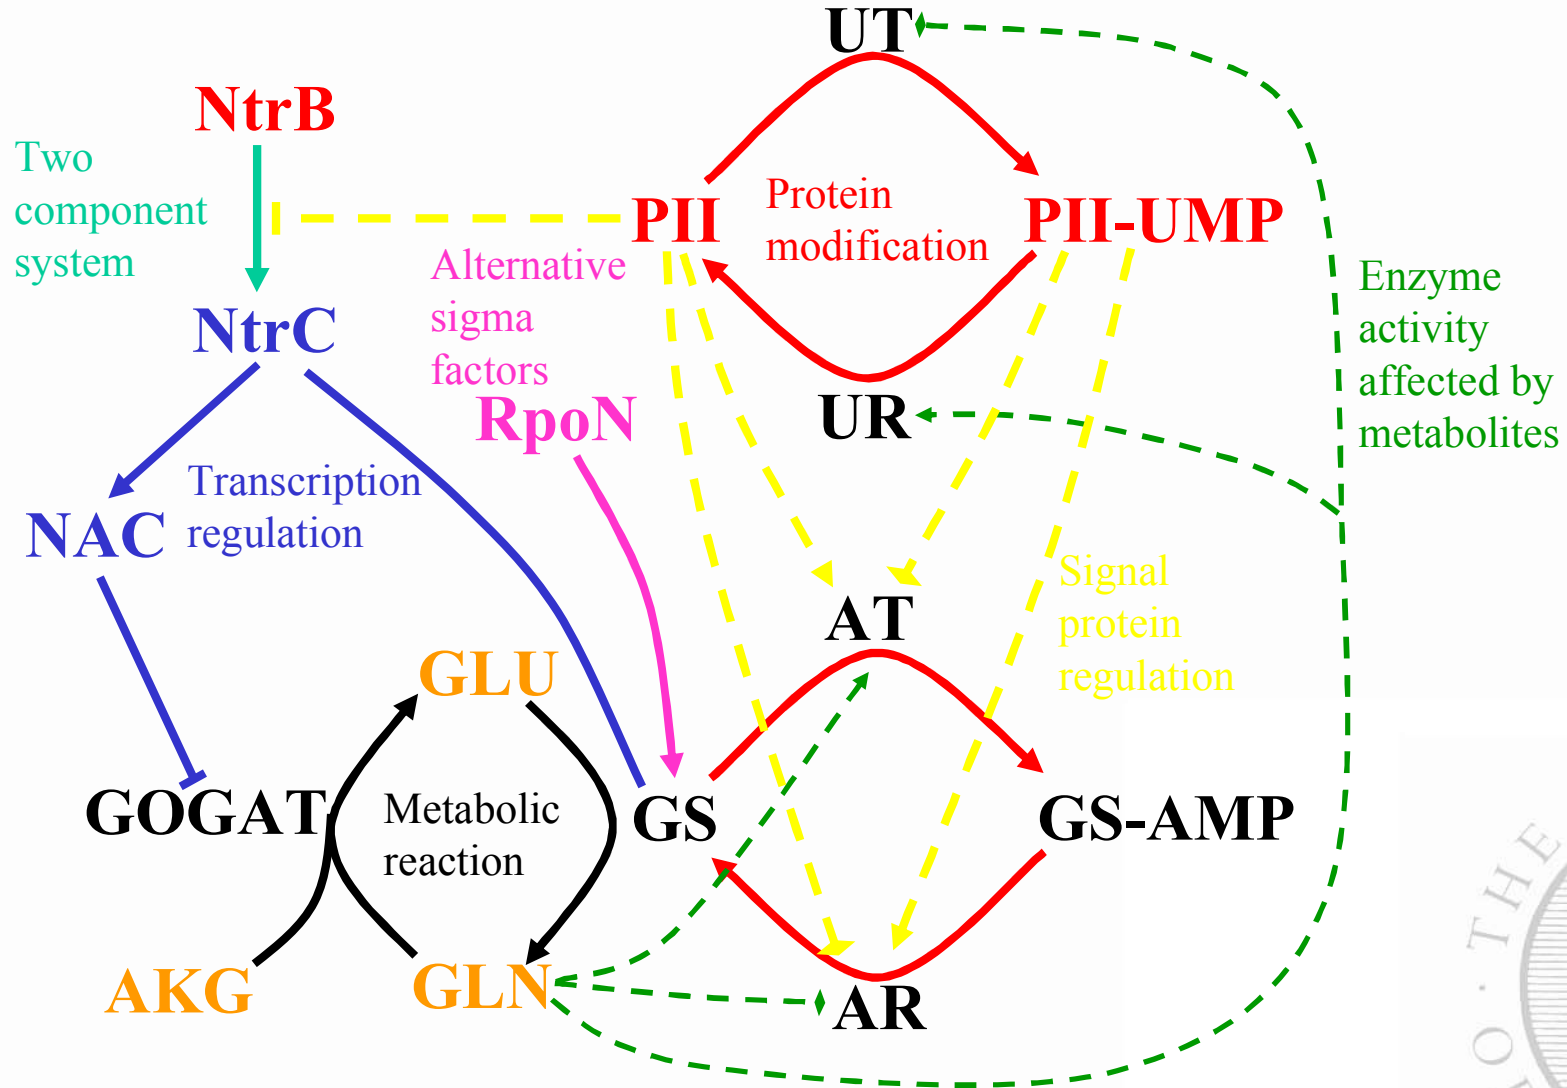 UT
NtrB
Two
component
system
PII
Protein
modification
PII-UMP
Alternative
sigma
factors
Enzyme
activity
affected by
metabolites
NtrC
RpoN
UR
Transcription
regulation
NAC
Signal
protein
regulation
AT
GLU
GOGAT
Metabolic
reaction
GS
GS-AMP
AKG
GLN
AR
O · THE